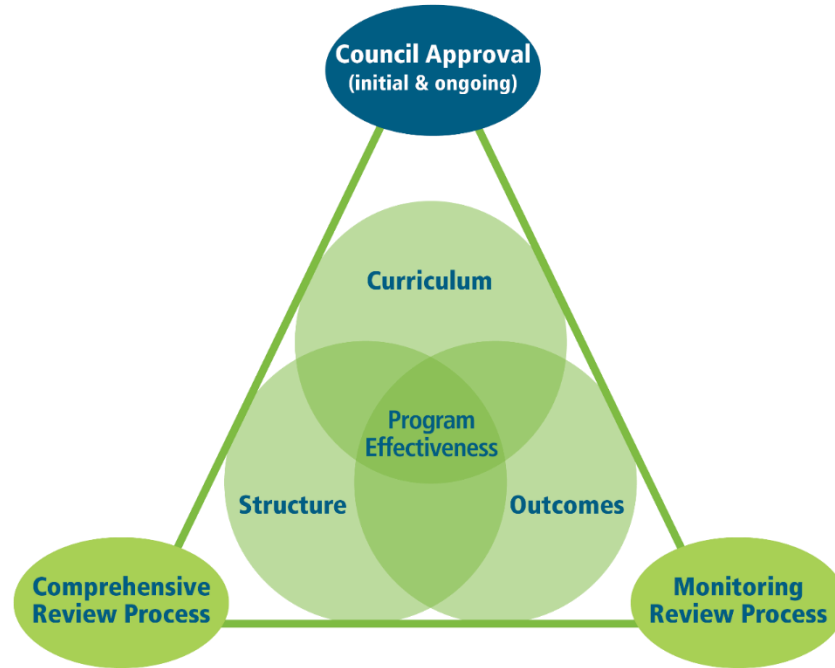 Council Approval
(initial & ongoing)
Curriculum
Program
Effectiveness
Structure
Outcomes
Comprehensive
Review Process
Monitoring
Review Process